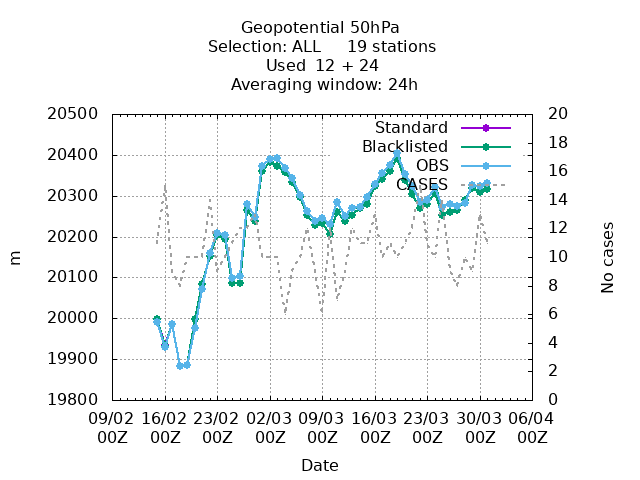 Geopotential 50hPa
Selection: ALL     19 stations
Used  12 + 24
Averaging window: 24h
20500
20400
20300
20200
20100
20000
19900
19800
20
18
16
14
12
10
8
6
4
2
0
Standard
Blacklisted
OBS
CASES
m
No cases
09/02 16/02 23/02 02/03 09/03 16/03 23/03 30/03 06/04
00Z 00Z 00Z 00Z 00Z 00Z 00Z 00Z 00Z
Date